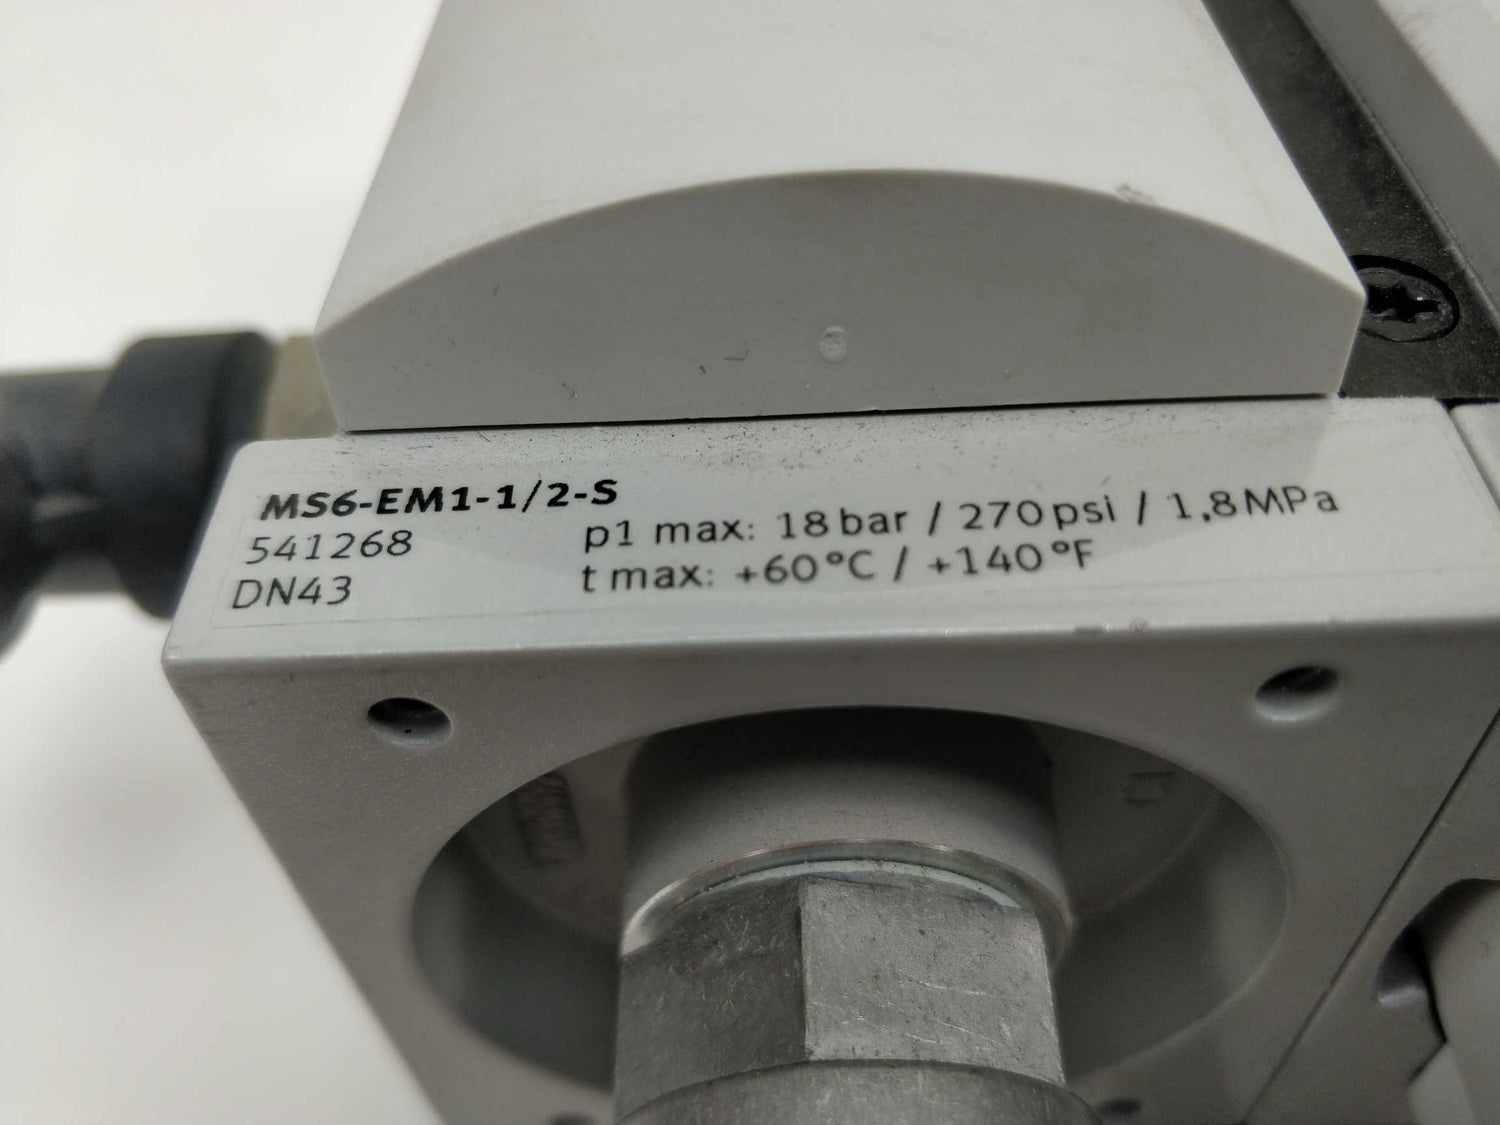 MS6-EM1-1/2-S
541268
DN43
p1 max: 18 bar / 270 psi / 1,8 MPa
t max: +60°C / +140°F